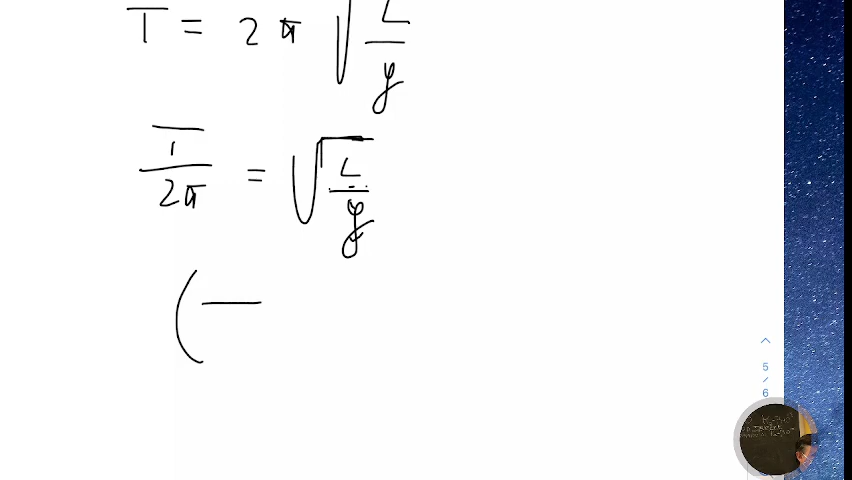 T = 2π √(L/g)
T/2π = √(L/g)
(
5
/
6